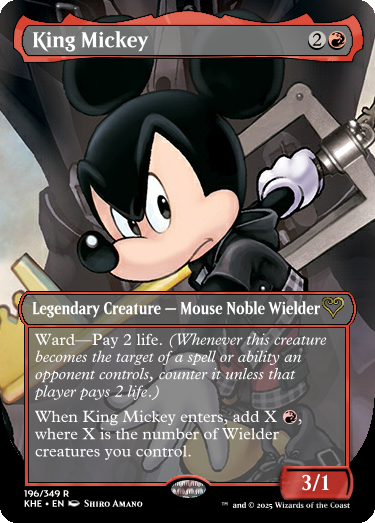 King Mickey 2
Legendary Creature — Mouse Noble Wielder
Ward—Pay 2 life. (Whenever this creature
becomes the target of a spell or ability an
opponent controls, counter it unless that
player pays 2 life.)
When King Mickey enters, add X ,
where X is the number of Wielder
creatures you control.
3/1
196/349 R
KHE • EN Shiro Amano
™ and © 2025 Wizards of the Coast